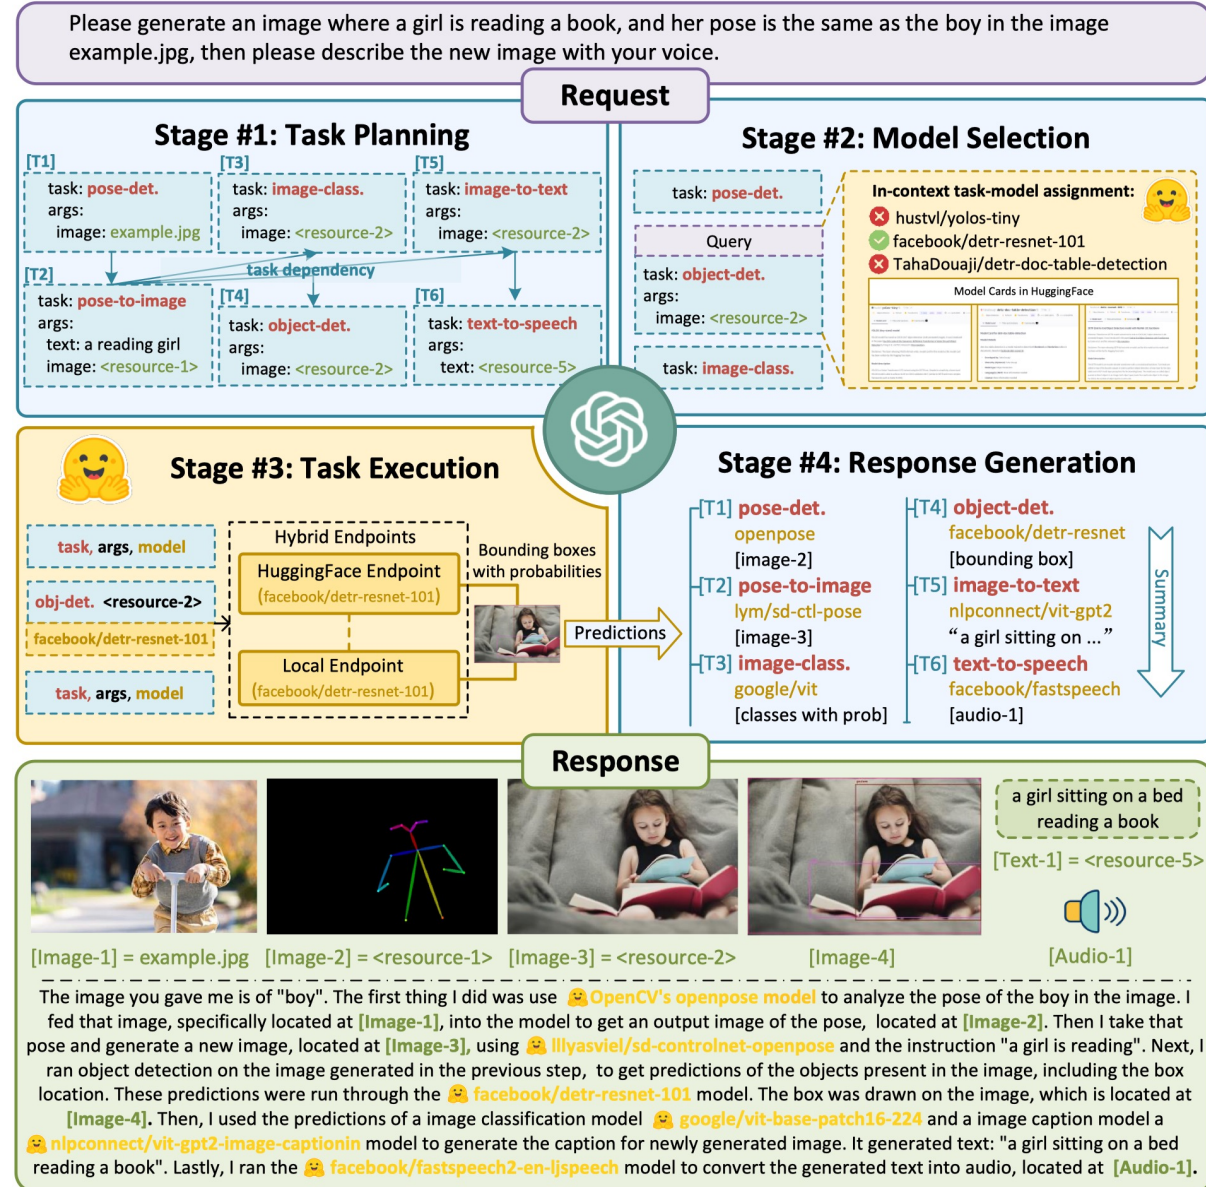 Please generate an image where a girl is reading a book, and her pose is the same as the boy in the image
example.jpg, then please describe the new image with your voice.
Request
Stage #1: Task Planning
[T1]
task: pose-det.
args:
image: example.jpg
[T3]
task: image-class.
args:
image: <resource-2>
[T5]
task: image-to-text
args:
image: <resource-2>
task dependency
[T2]
task: pose-to-image
args:
text: a reading girl
image: <resource-1>
[T4]
task: object-det.
args:
image: <resource-2>
[T6]
task: text-to-speech
args:
text: <resource-5>
Stage #2: Model Selection
task: pose-det.
Query
task: object-det.
args:
image: <resource-2>
task: image-class.
In-context task-model assignment:
hustvl/yolos-tiny
facebook/detr-resnet-101
TahaDouaji/detr-doc-table-detection
Model Cards in HuggingFace
Stage #3: Task Execution
task, args, model
obj-det. <resource-2>
facebook/detr-resnet-101
task, args, model
Hybrid Endpoints
HuggingFace Endpoint
(facebook/detr-resnet-101)
Local Endpoint
(facebook/detr-resnet-101)
Bounding boxes
with probabilities
Predictions
Stage #4: Response Generation
[T1] pose-det.
openpose
[image-2]
[T2] pose-to-image
lym/sd-ctl-pose
[image-3]
[T3] image-class.
google/vit
[classes with prob]
[T4] object-det.
facebook/detr-resnet
[bounding box]
[T5] image-to-text
nlpconnect/vit-gpt2
“a girl sitting on ...”
[T6] text-to-speech
facebook/fastspeech
[audio-1]
Summary
Response
a girl sitting on a bed
reading a book
[Text-1] = <resource-5>
[Image-1] = example.jpg
[Image-2] = <resource-1>
[Image-3] = <resource-2>
[Image-4]
[Audio-1]
The image you gave me is of "boy". The first thing I did was use OpenCV's openpose model to analyze the pose of the boy in the image. I
fed that image, specifically located at [Image-1], into the model to get an output image of the pose, located at [Image-2]. Then I take that
pose and generate a new image, located at [Image-3], using lllyasviel/sd-controlnet-openpose and the instruction "a girl is reading". Next, I
ran object detection on the image generated in the previous step, to get predictions of the objects present in the image, including the box
location. These predictions were run through the facebook/detr-resnet-101 model. The box was drawn on the image, which is located at
[Image-4]. Then, I used the predictions of a image classification model google/vit-base-patch16-224 and a image caption model a
nlpconnect/vit-gpt2-image-captionin model to generate the caption for newly generated image. It generated text: "a girl sitting on a bed
reading a book". Lastly, I ran the facebook/fastspeech2-en-ljspeech model to convert the generated text into audio, located at [Audio-1].